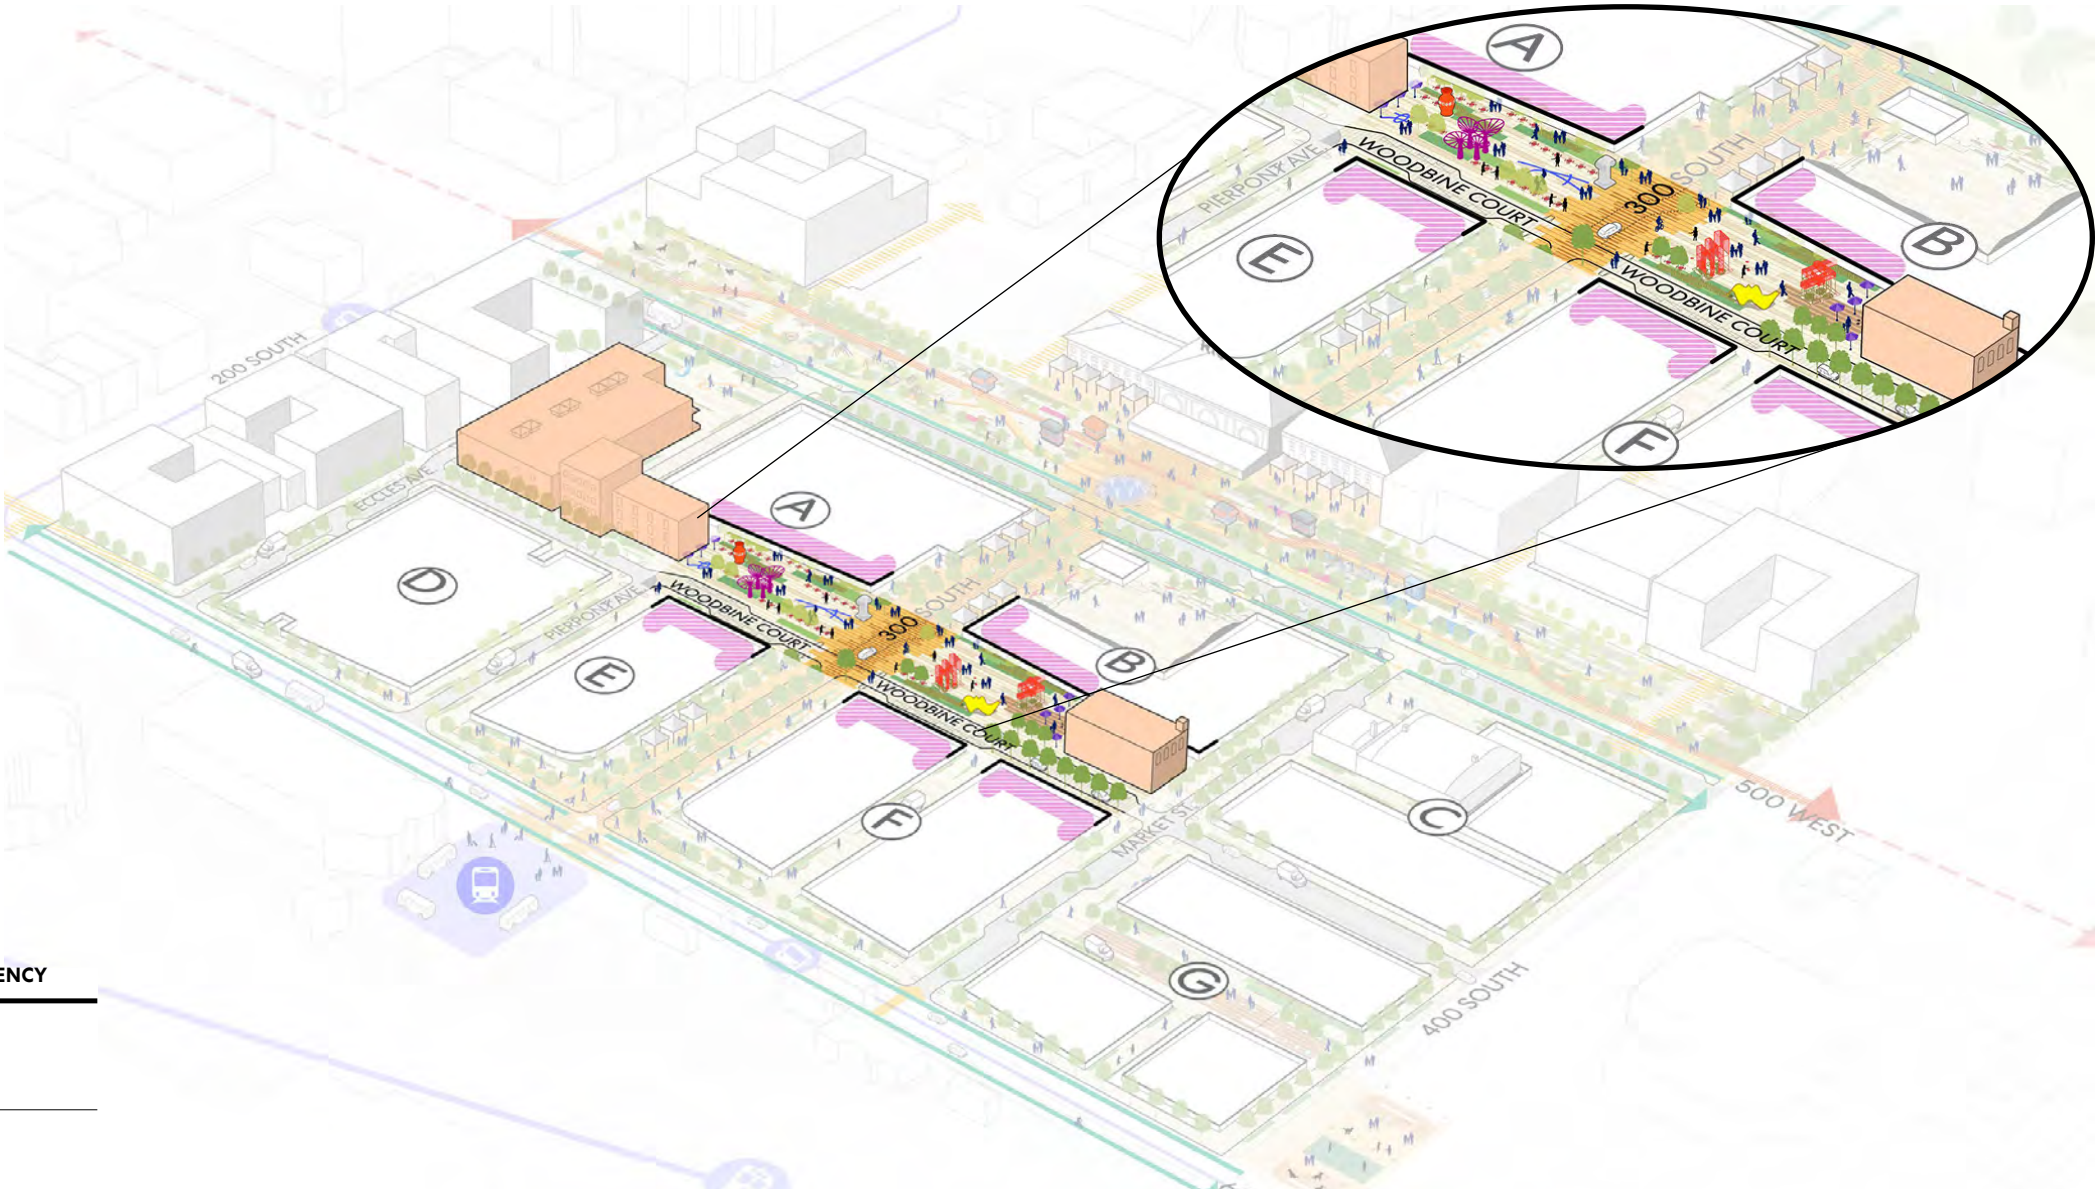 A
PIERPONT AVE
WOODBINE COURT
300 SOUTH
E
B
WOODBINE COURT
F
200 SOUTH
ECCLES AVE
A
D
PIERPONT AVE
WOODBINE COURT
300 SOUTH
E
B
WOODBINE COURT
500 WEST
C
F
MARKET ST
G
400 SOUTH
ENCY